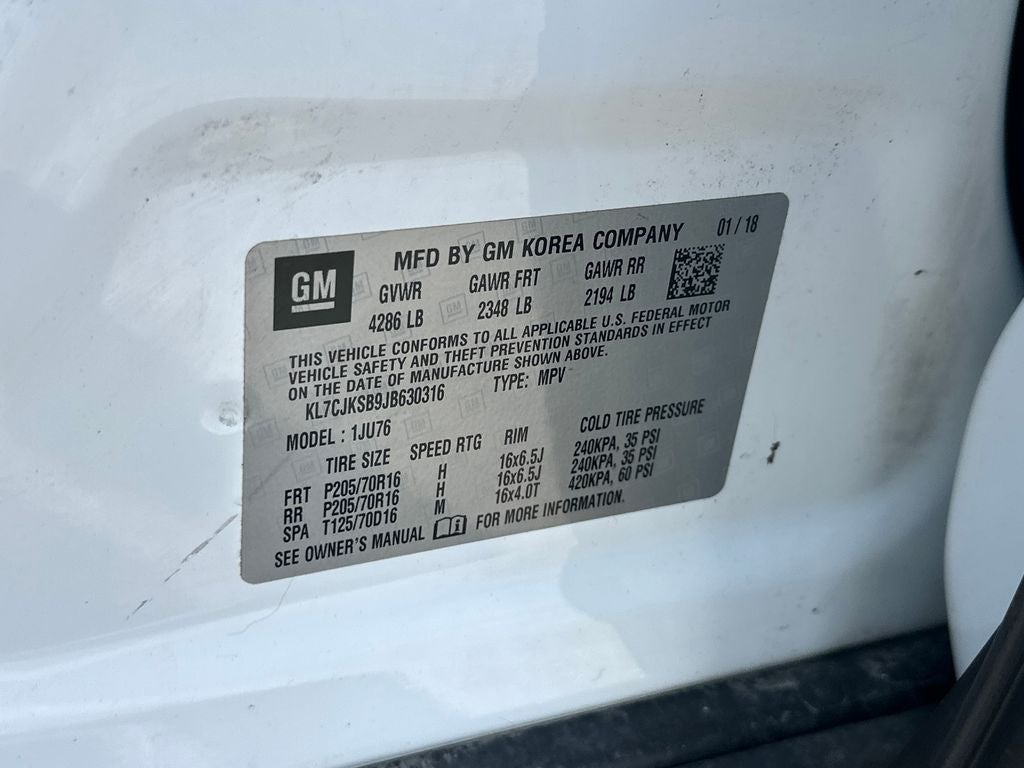 GM
MFD BY GM KOREA COMPANY 01 / 18
GVWR GAWR FRT GAWR RR
4286 LB 2348 LB 2194 LB
THIS VEHICLE CONFORMS TO ALL APPLICABLE U.S. FEDERAL MOTOR
VEHICLE SAFETY AND THEFT PREVENTION STANDARDS IN EFFECT
ON THE DATE OF MANUFACTURE SHOWN ABOVE.
KL7CJKSB9JB630316 TYPE: MPV
MODEL : 1JU76
TIRE SIZE SPEED RTG RIM COLD TIRE PRESSURE
FRT P205/70R16 H 16x6.5J 240KPA, 35 PSI
RR P205/70R16 H 16x6.5J 240KPA, 35 PSI
SPA T125/70D16 M 16x4.0T 420KPA, 60 PSI
SEE OWNER'S MANUAL FOR MORE INFORMATION.